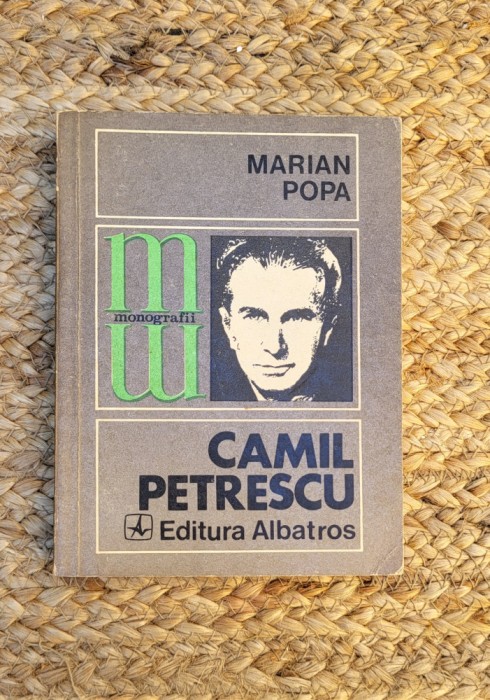 MARIAN
POPA
m
monografii
m
CAMIL
PETRESCU
Editura Albatros